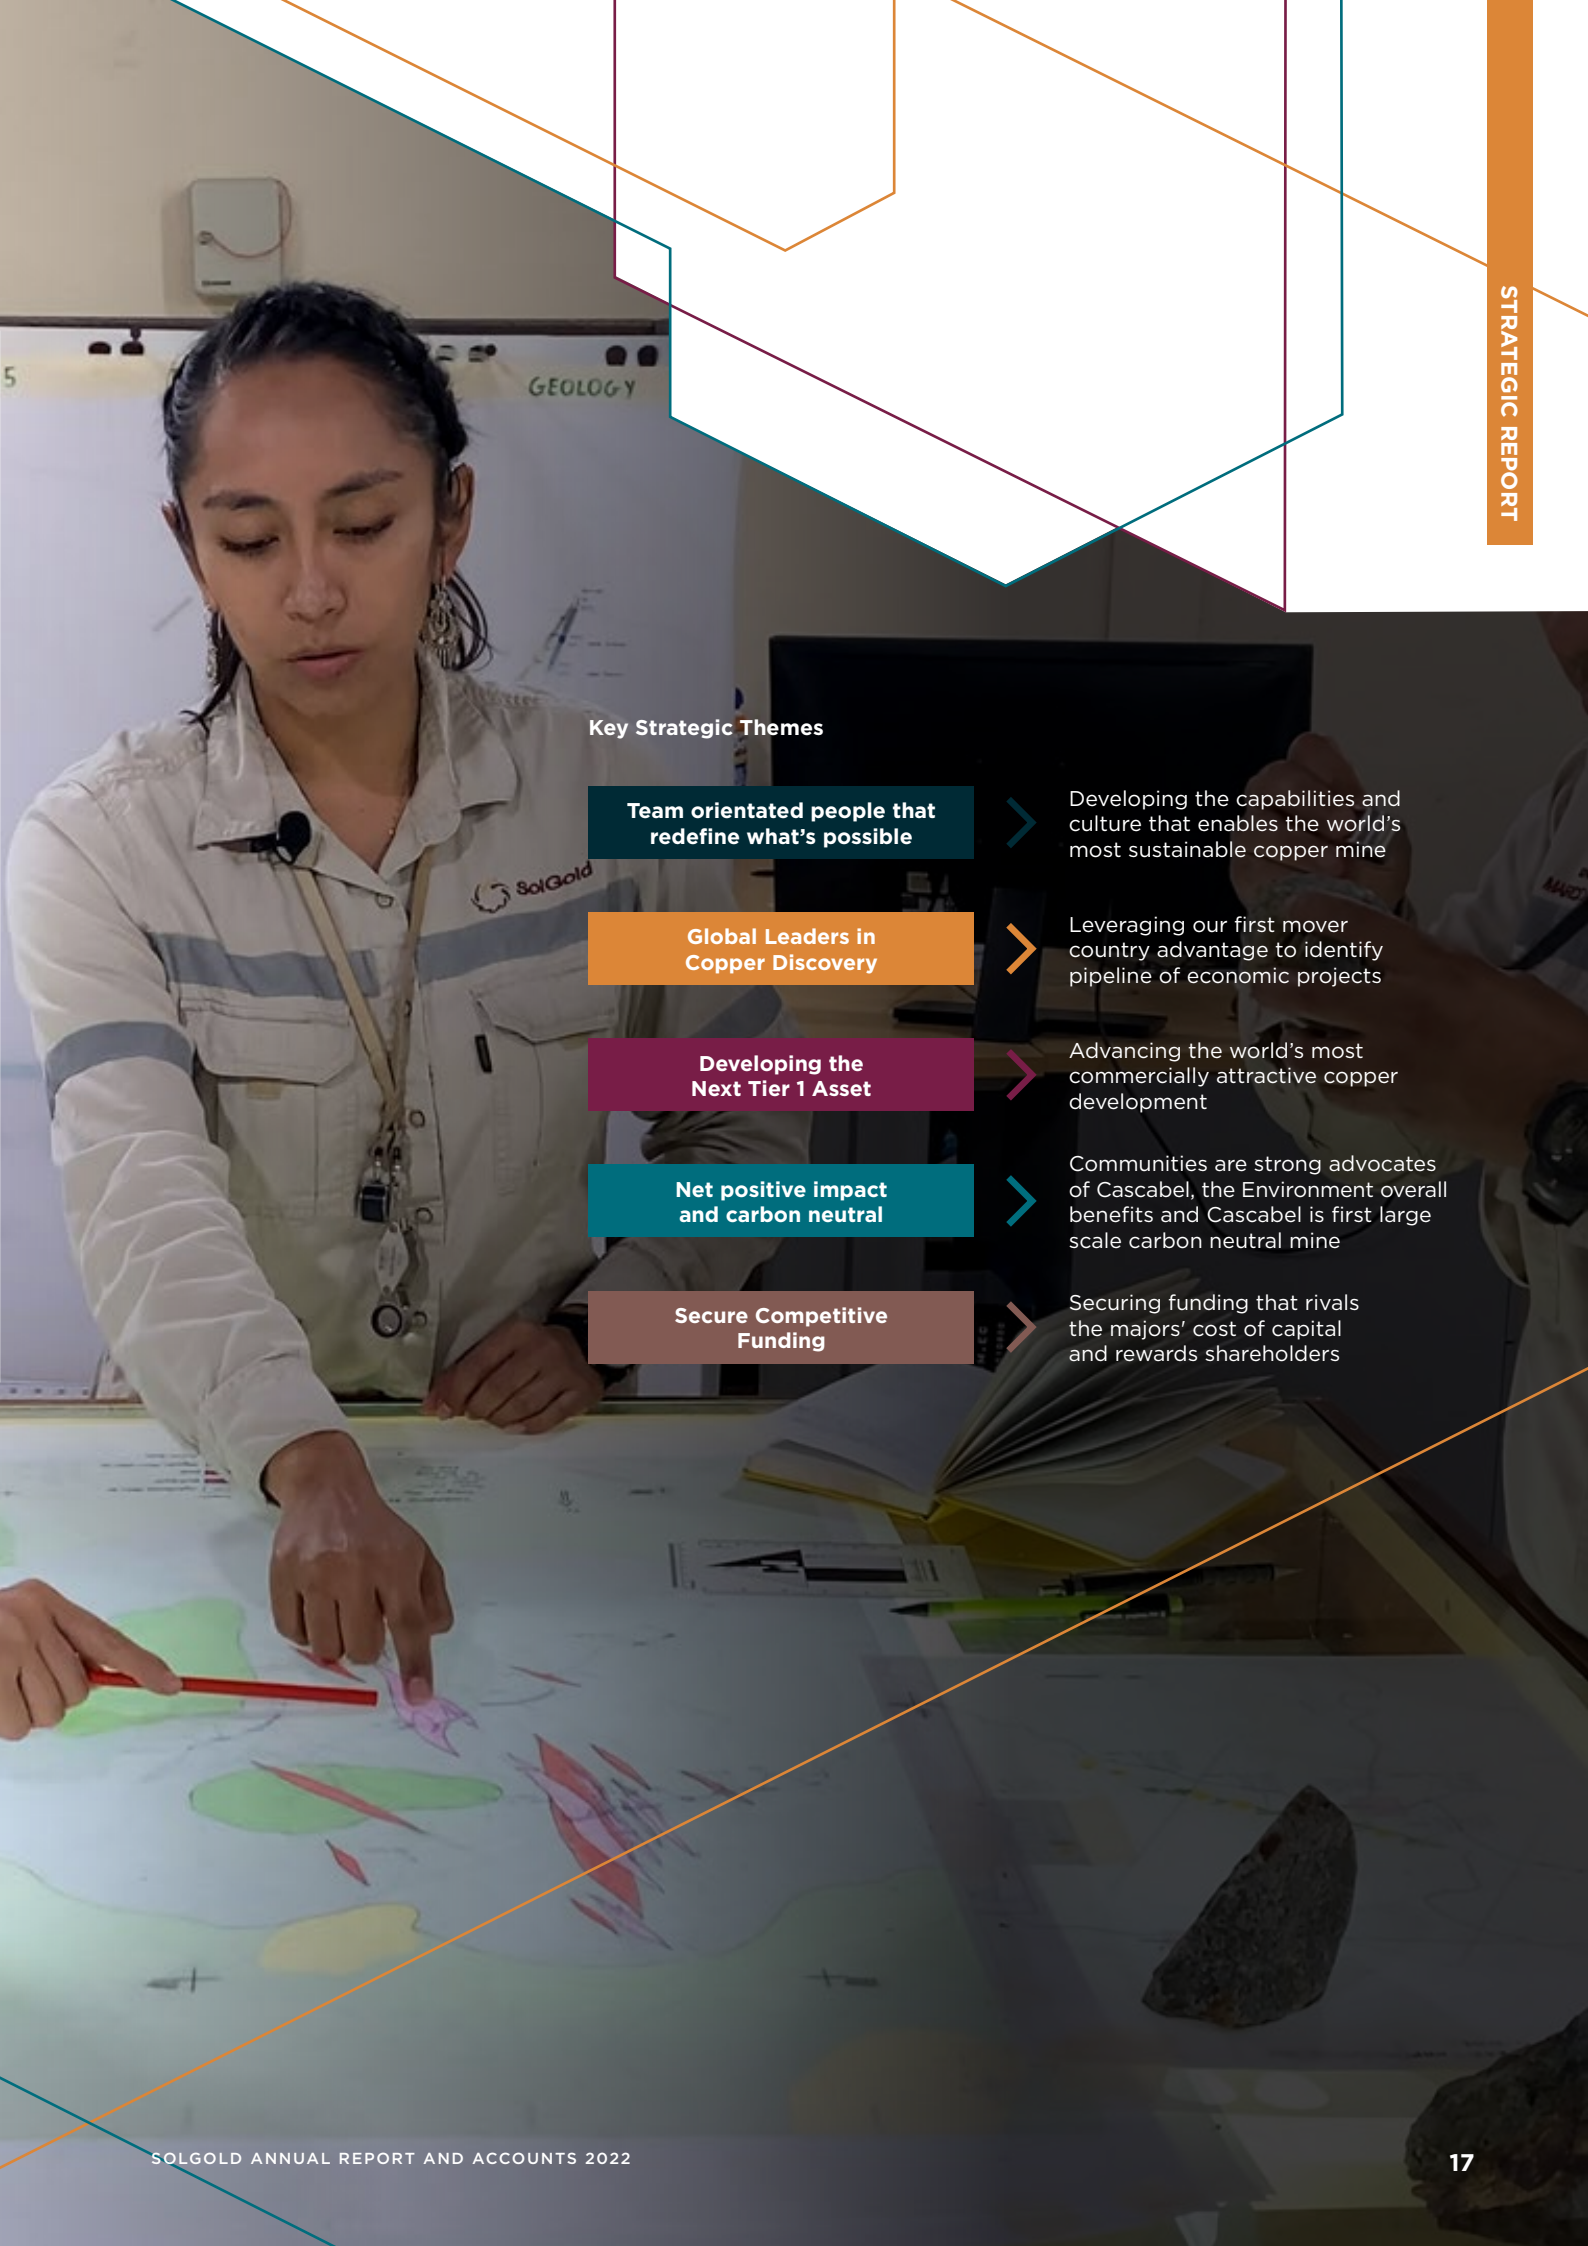 STRATEGIC REPORT
5
GEOLOGY
SolGold
Key Strategic Themes
Team orientated people that
redefine what’s possible
Developing the capabilities and
culture that enables the world’s
most sustainable copper mine
Global Leaders in
Copper Discovery
Leveraging our first mover
country advantage to identify
pipeline of economic projects
Developing the
Next Tier 1 Asset
Advancing the world’s most
commercially attractive copper
development
Net positive impact
and carbon neutral
Communities are strong advocates
of Cascabel, the Environment overall
benefits and Cascabel is first large
scale carbon neutral mine
Secure Competitive
Funding
Securing funding that rivals
the majors' cost of capital
and rewards shareholders
SOLGOLD ANNUAL REPORT AND ACCOUNTS 2022
17